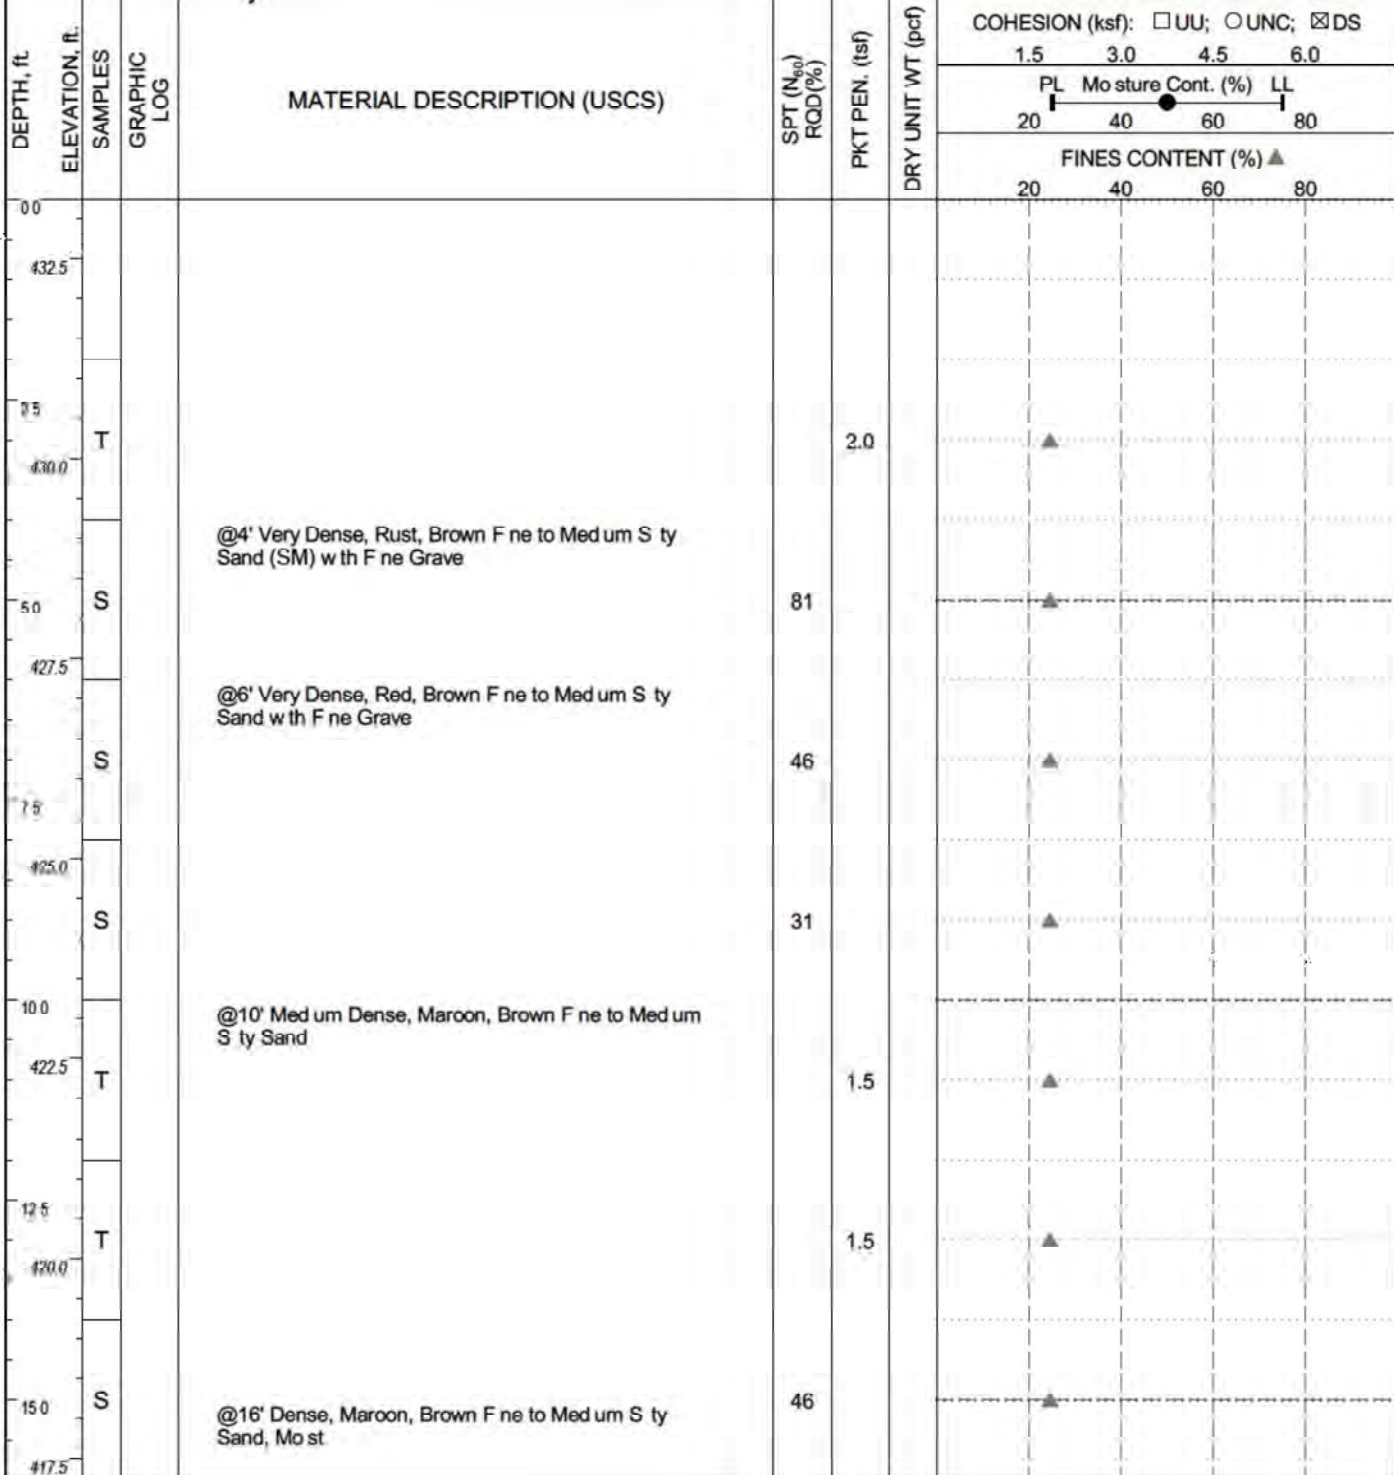 COHESION (ksf): □ UU; ○ UNC; ☒ DS
1.5 3.0 4.5 6.0
DEPTH, ft.
ELEVATION, ft.
SAMPLES
GRAPHIC LOG
MATERIAL DESCRIPTION (USCS)
SPT (N60)
RQD(%)
PKT PEN. (tsf)
DRY UNIT WT (pcf)
PL Mo sture Cont. (%) LL
20 40 60 80
FINES CONTENT (%) ▲
20 40 60 80
0 0
432.5
2 5
T 2.0
430.0
@4' Very Dense, Rust, Brown F ne to Med um S ty
Sand (SM) w th F ne Grave
5 0 S 81
427.5
@6' Very Dense, Red, Brown F ne to Med um S ty
Sand w th F ne Grave
S 46
7 5
425.0
S 31
10 0
@10' Med um Dense, Maroon, Brown F ne to Med um
S ty Sand
422.5
T 1.5
12 5
T 1.5
420.0
15 0 S 46
@16' Dense, Maroon, Brown F ne to Med um S ty
Sand, Mo st
417.5